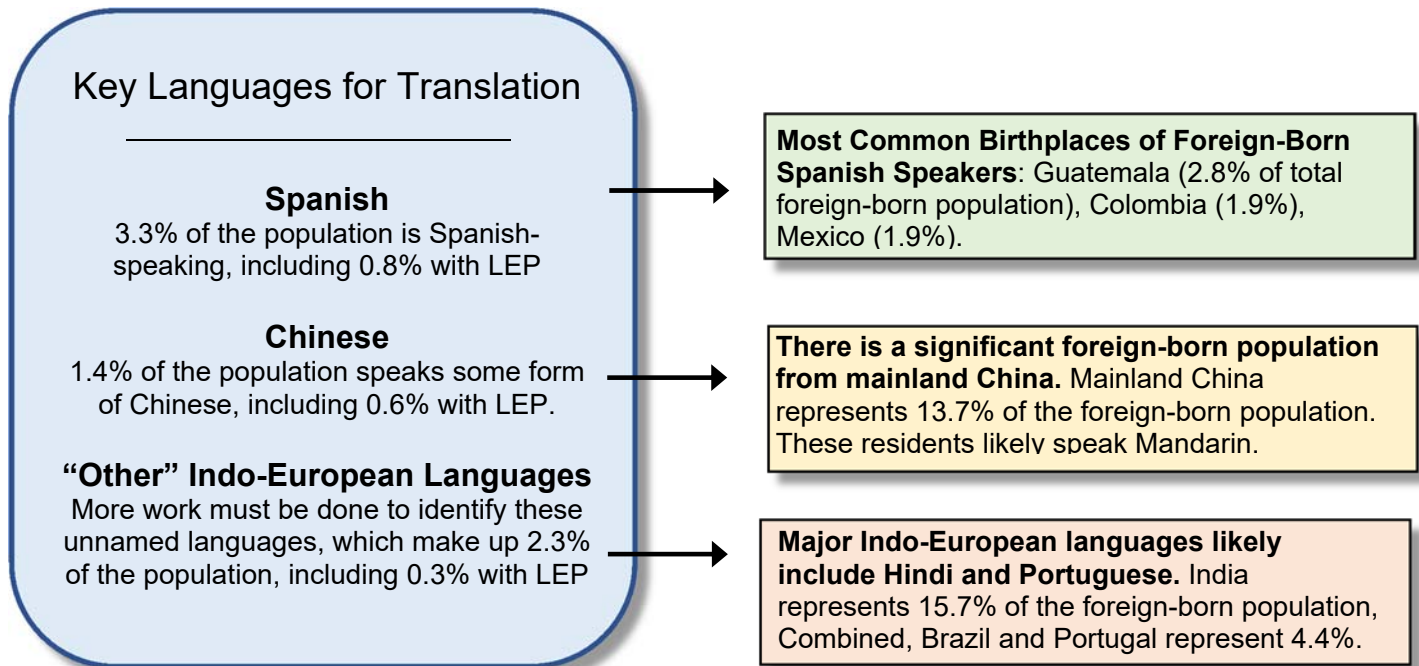 Key Languages for Translation
Spanish
3.3% of the population is Spanish-
speaking, including 0.8% with LEP
Chinese
1.4% of the population speaks some form
of Chinese, including 0.6% with LEP.
“Other” Indo-European Languages
More work must be done to identify these
unnamed languages, which make up 2.3%
of the population, including 0.3% with LEP
Most Common Birthplaces of Foreign-Born
Spanish Speakers: Guatemala (2.8% of total
foreign-born population), Colombia (1.9%),
Mexico (1.9%).
There is a significant foreign-born population
from mainland China. Mainland China
represents 13.7% of the foreign-born population.
These residents likely speak Mandarin.
Major Indo-European languages likely
include Hindi and Portuguese. India
represents 15.7% of the foreign-born population,
Combined, Brazil and Portugal represent 4.4%.